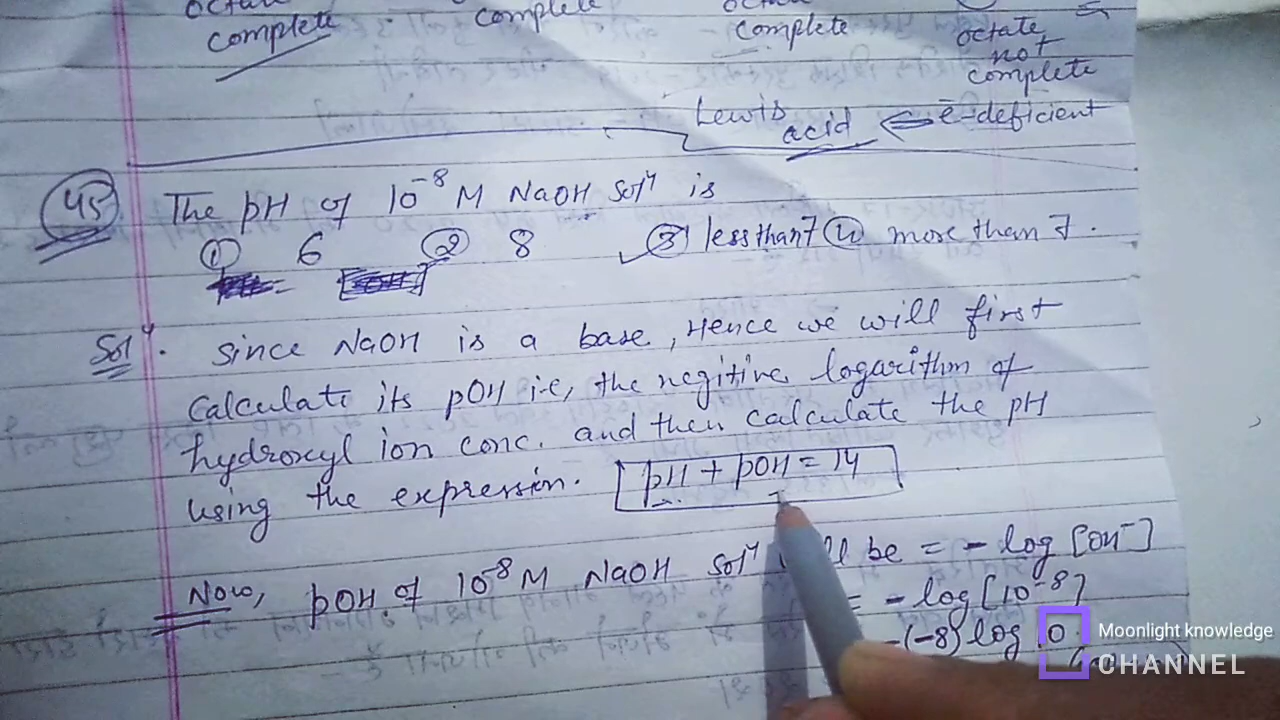 octate complete octate
complete complete octate
not
complete
Lewis acid ⇐ e̅-deficient
45 The pH of 10⁻⁸ M NaOH solⁿ is
① 6 ② 8 ✓ ③ less than 7 ④ more than 7.
Solⁿ. Since NaOH is a base, Hence we will first
calculate its pOH i.e, the negitive logarithm of
hydroxyl ion conc. and then calculate the pH
using the expression. pH + pOH = 14
Now, pOH of 10⁻⁸ M NaOH solⁿ will be = - log [OH⁻]
= - log [10⁻⁸]
-(-8) log 0
Moonlight knowledge
CHANNEL